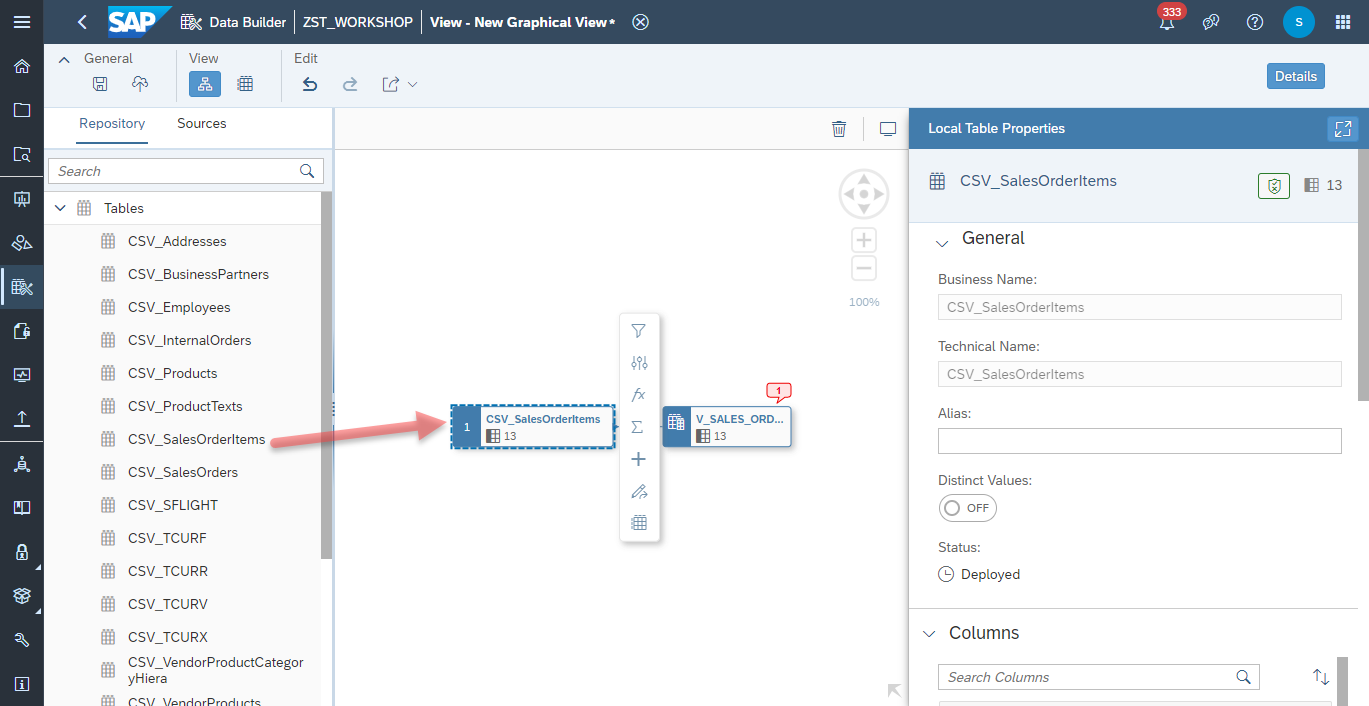 SAP
Data Builder
ZST_WORKSHOP
View - New Graphical View*
333
S
General
View
Edit
Details
Repository
Sources
Search
Tables
CSV_Addresses
CSV_BusinessPartners
CSV_Employees
CSV_InternalOrders
CSV_Products
CSV_ProductTexts
CSV_SalesOrderItems
CSV_SalesOrders
CSV_SFLIGHT
CSV_TCURF
CSV_TCURR
CSV_TCURV
CSV_TCURX
CSV_VendorProductCategor
yHiera
CSV_VendorProducts
100%
1
CSV_SalesOrderItems
13
fx
Σ
1
V_SALES_ORD...
13
Local Table Properties
CSV_SalesOrderItems
13
General
Business Name:
CSV_SalesOrderItems
Technical Name:
CSV_SalesOrderItems
Alias:
Distinct Values:
OFF
Status:
Deployed
Columns
Search Columns